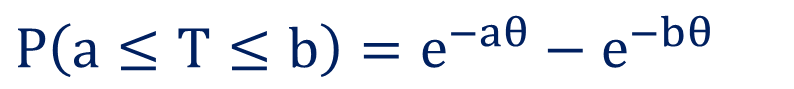 P(a ≤ T ≤ b) = e⁻ᵃᶿ − e⁻ᵇᶿ